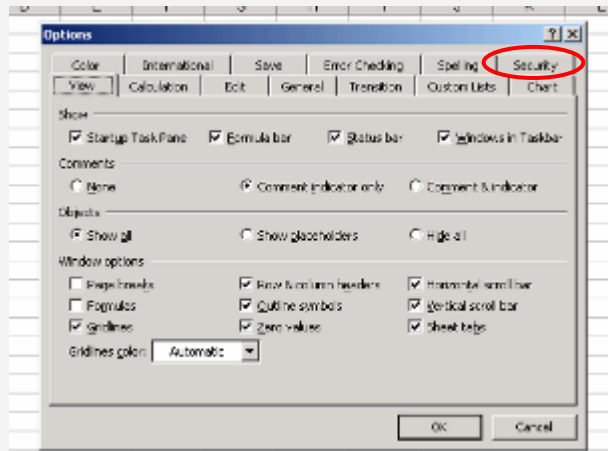 Options
Color International Save Error Checking Spelling Security
View Calculation Edit General Transition Custom Lists Chart
Show
Startup Task Pane Formula bar Status bar Windows in Taskbar
Comments
None Comment indicator only Comment & indicator
Objects
Show all Show placeholders Hide all
Window options
Page breaks Row & column headers Horizontal scroll bar
Formulas Outline symbols Vertical scroll bar
Gridlines Zero values Sheet tabs
Gridlines color: Automatic
OK Cancel